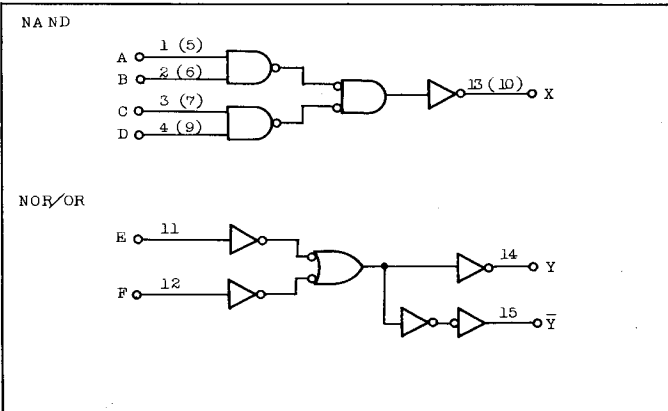 NAND
A 1 (5)
B 2 (6)
C 3 (7)
D 4 (9)
13 (10) X
NOR/OR
E 11
F 12
14 Y
15 Y̅